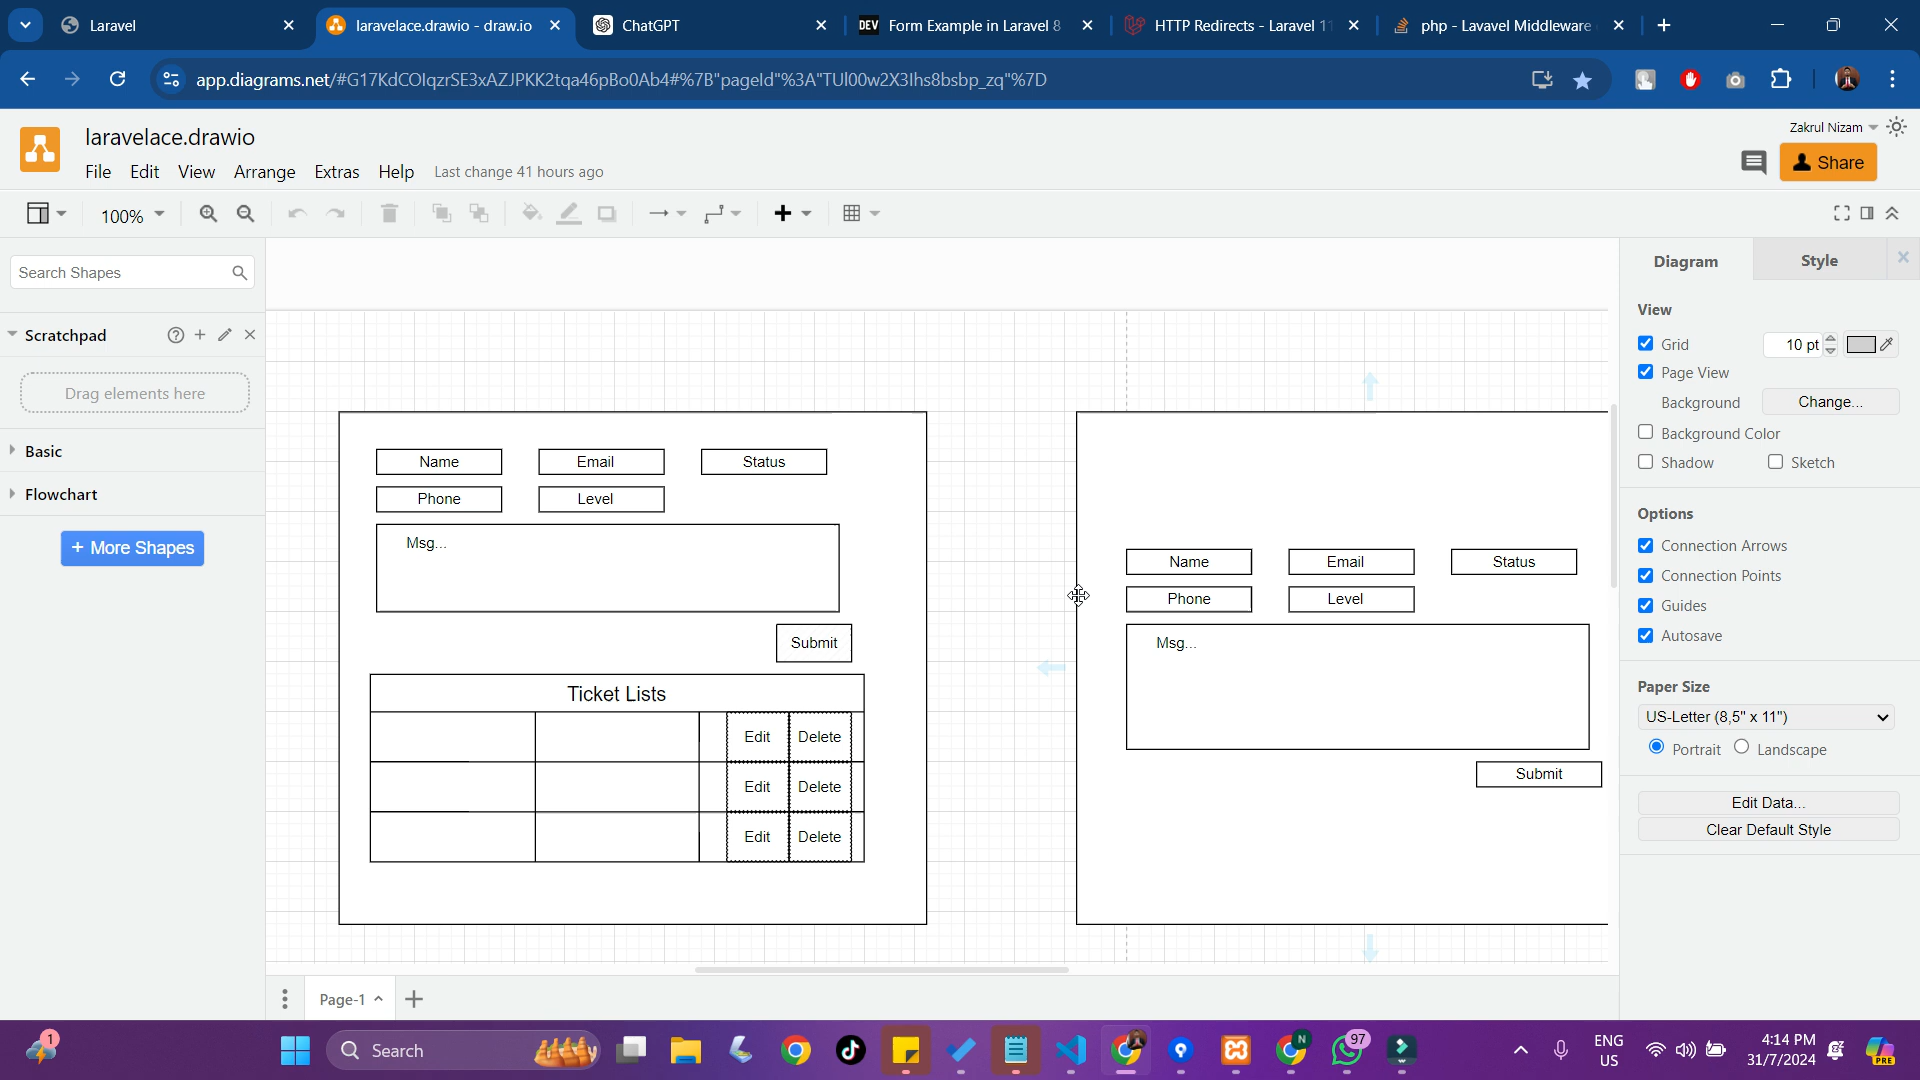 Laravel
laravelace.drawio - draw.io
ChatGPT
DEV Form Example in Laravel 8
HTTP Redirects - Laravel 11
php - Lavavel Middleware
app.diagrams.net/#G17KdCOIqzrSE3xAZJPKK2tqa46pBo0Ab4#%7B"pageId"%3A"TUl00w2X3Ihs8bsbp_zq"%7D
laravelace.drawio
Zakrul Nizam
File Edit View Arrange Extras Help Last change 41 hours ago
Share
100%
Search Shapes
Scratchpad
Drag elements here
Basic
Flowchart
+ More Shapes
Name Email Status
Phone Level
Msg...
Submit
Ticket Lists
Edit Delete
Edit Delete
Edit Delete
Name Email Status
Phone Level
Msg...
Submit
Diagram Style
View
Grid 10 pt
Page View
Background Change...
Background Color
Shadow Sketch
Options
Connection Arrows
Connection Points
Guides
Autosave
Paper Size
US-Letter (8,5" x 11")
Portrait Landscape
Edit Data...
Clear Default Style
Page-1
1
Search
N
97
ENG
US
4:14 PM
31/7/2024
PRE